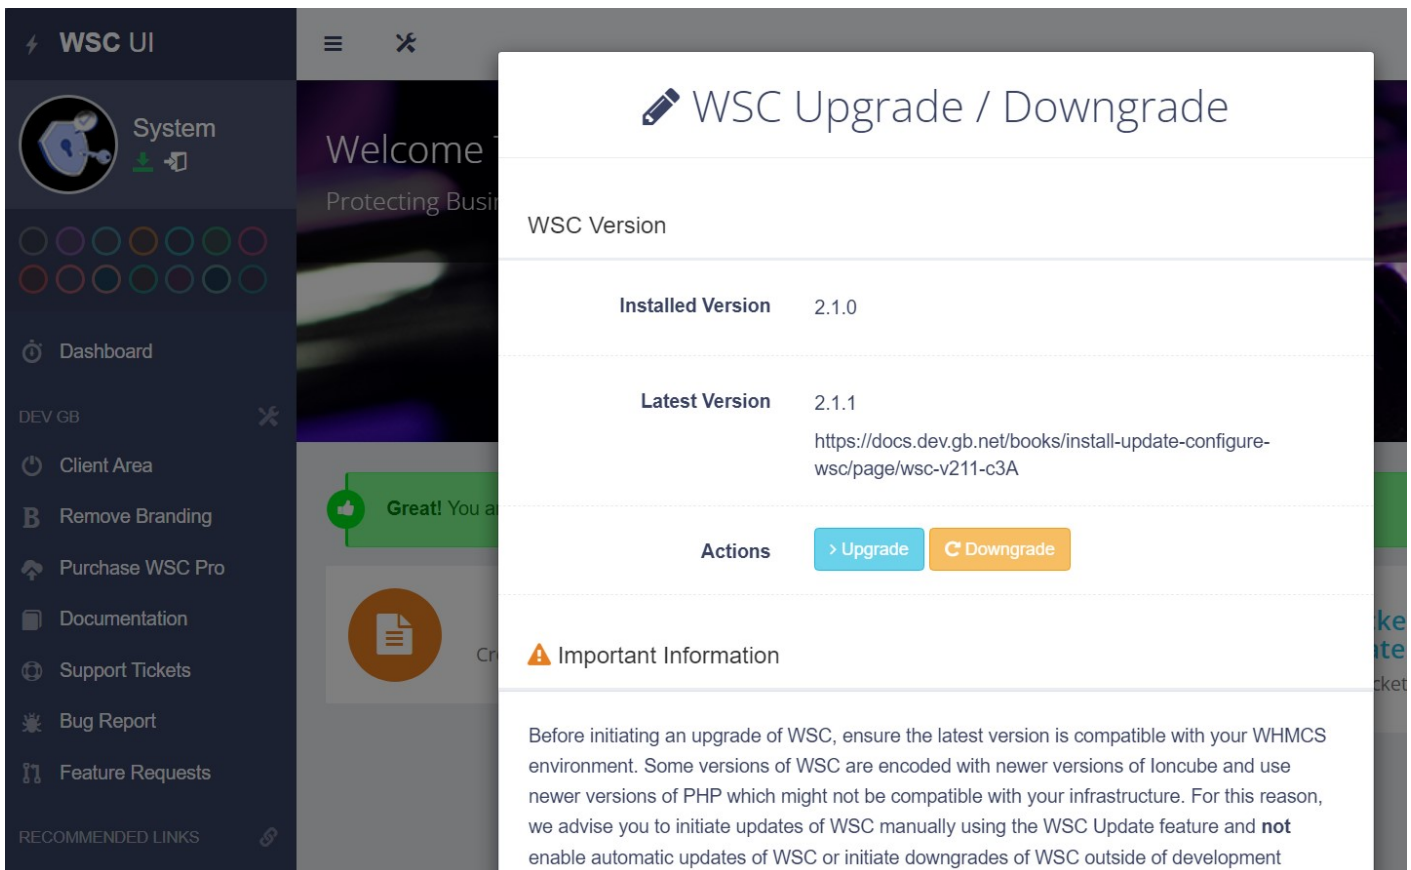 WSC UI
System
Welcome
Protecting
Dashboard
DEV GB
Client Area
Remove Branding
Purchase WSC Pro
Documentation
Support Tickets
Bug Report
Feature Requests
RECOMMENDED LINKS
Great! You
WSC Upgrade / Downgrade
WSC Version
Installed Version 2.1.0
Latest Version 2.1.1
https://docs.dev.gb.net/books/install-update-configure-
wsc/page/wsc-v211-c3A
Actions > Upgrade Downgrade
Important Information
Before initiating an upgrade of WSC, ensure the latest version is compatible with your WHMCS
environment. Some versions of WSC are encoded with newer versions of Ioncube and use
newer versions of PHP which might not be compatible with your infrastructure. For this reason,
we advise you to initiate updates of WSC manually using the WSC Update feature and not
enable automatic updates of WSC or initiate downgrades of WSC outside of development